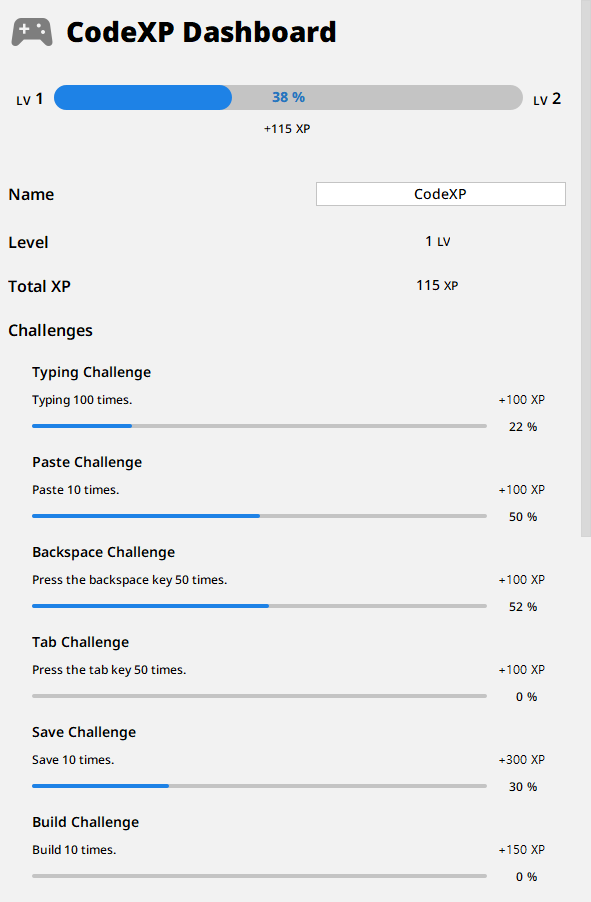 CodeXP Dashboard
LV 1 38 % LV 2
+115 XP
Name CodeXP
Level 1 LV
Total XP 115 XP
Challenges
Typing Challenge
Typing 100 times. +100 XP
22 %
Paste Challenge
Paste 10 times. +100 XP
50 %
Backspace Challenge
Press the backspace key 50 times. +100 XP
52 %
Tab Challenge
Press the tab key 50 times. +100 XP
0 %
Save Challenge
Save 10 times. +300 XP
30 %
Build Challenge
Build 10 times. +150 XP
0 %